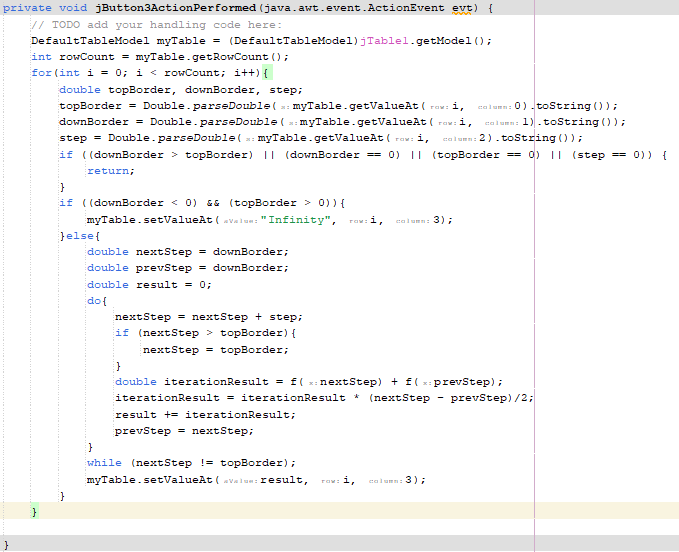 private void jButton3ActionPerformed(java.awt.event.ActionEvent evt) {
// TODO add your handling code here:
DefaultTableModel myTable = (DefaultTableModel)jTable1.getModel();
int rowCount = myTable.getRowCount();
for(int i = 0; i < rowCount; i++){
double topBorder, downBorder, step;
topBorder = Double.parseDouble(s:myTable.getValueAt(row:i, column:0).toString());
downBorder = Double.parseDouble(s:myTable.getValueAt(row:i, column:1).toString());
step = Double.parseDouble(s:myTable.getValueAt(row:i, column:2).toString());
if ((downBorder > topBorder) || (downBorder == 0) || (topBorder == 0) || (step == 0)) {
return;
}
if ((downBorder < 0) && (topBorder > 0)){
myTable.setValueAt(aValue:"Infinity", row:i, column:3);
}else{
double nextStep = downBorder;
double prevStep = downBorder;
double result = 0;
do{
nextStep = nextStep + step;
if (nextStep > topBorder){
nextStep = topBorder;
}
double iterationResult = f(x:nextStep) + f(x:prevStep);
iterationResult = iterationResult * (nextStep - prevStep)/2;
result += iterationResult;
prevStep = nextStep;
}
while (nextStep != topBorder);
myTable.setValueAt(aValue:result, row:i, column:3);
}
}
}